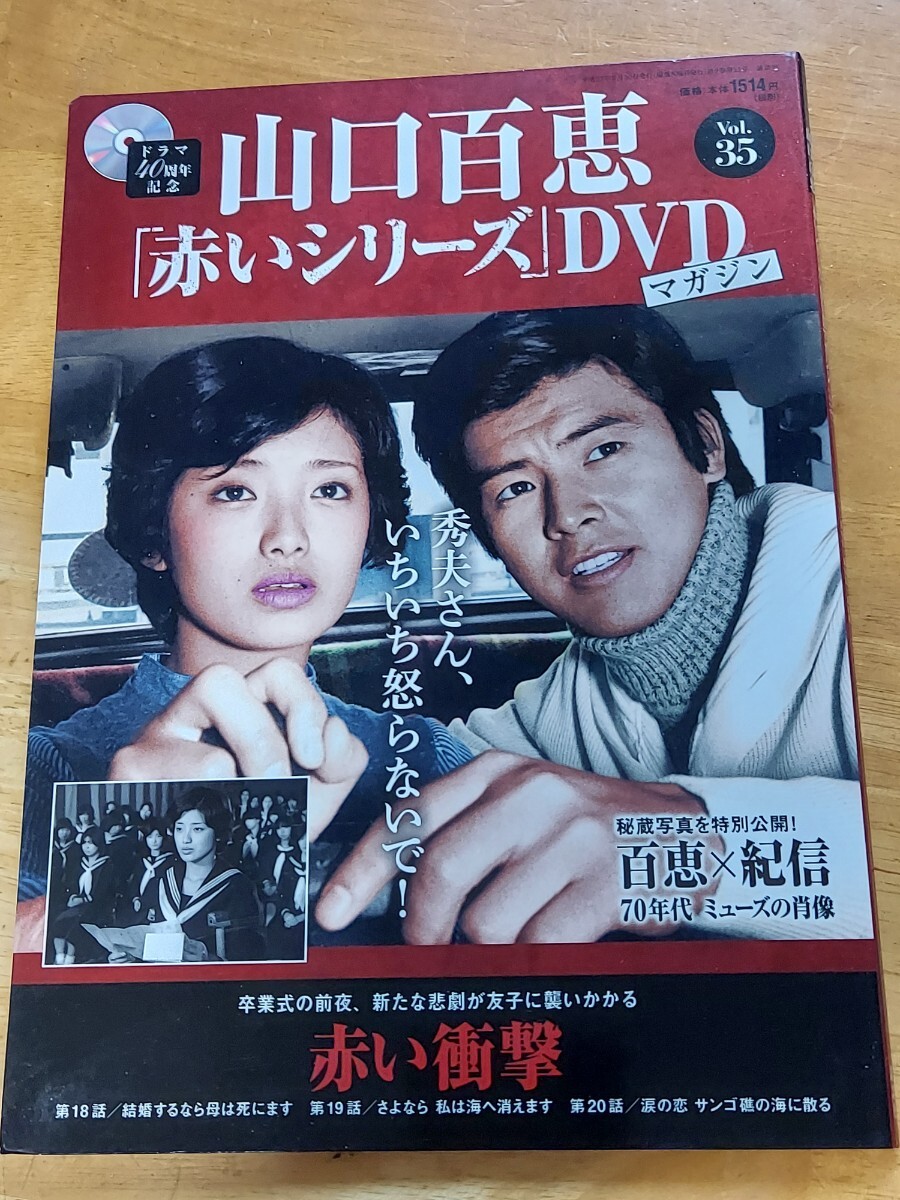 価格:本体1514円
(税別)
ドラマ
40周年
記念
山口百恵
Vol.
35
「赤いシリーズ」DVD
マガジン
秀夫さん、
いちいち怒らないで!
秘蔵写真を特別公開!
百恵×紀信
70年代 ミューズの肖像
卒業式の前夜、新たな悲劇が友子に襲いかかる
赤い衝撃
第18話/結婚するなら母は死にます 第19話/さよなら 私は海へ消えます 第20話/涙の恋 サンゴ礁の海に散る